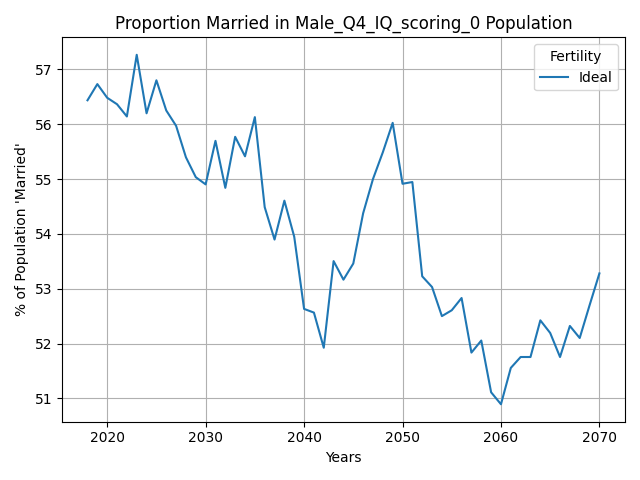 Proportion Married in Male_Q4_IQ_scoring_0 Population
Fertility
Ideal
% of Population 'Married'
57
56
55
54
53
52
51
2020 2030 2040 2050 2060 2070
Years